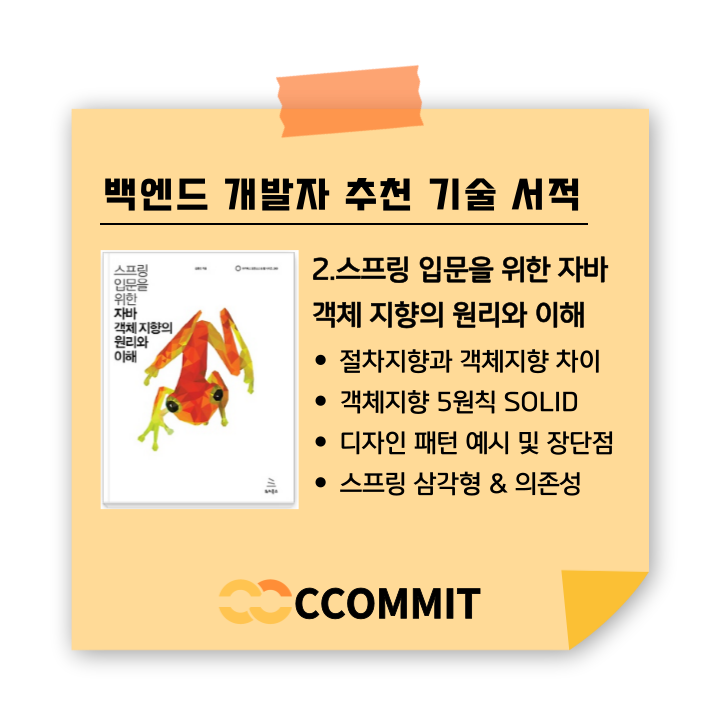 백엔드 개발자 추천 기술 서적
스프링
입문을
위한
자바
객체 지향의
원리와
이해
2.스프링 입문을 위한 자바
객체 지향의 원리와 이해
• 절차지향과 객체지향 차이
• 객체지향 5원칙 SOLID
• 디자인 패턴 예시 및 장단점
• 스프링 삼각형 & 의존성
CCOMMIT